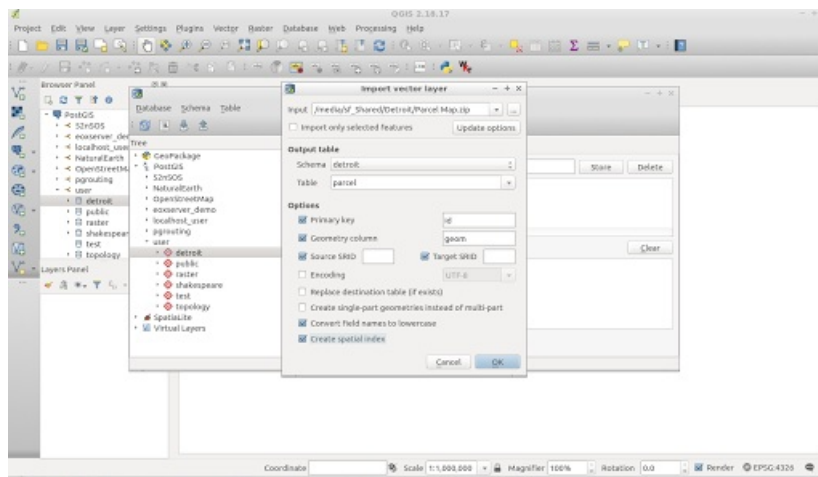 QGIS 2.18.17
Project Edit View Layer Settings Plugins Vector Raster Database Web Processing Help
Browser Panel
PostGIS
52nSOS
eoxserver_der
localhost_user
NaturalEarth
OpenStreetM
pgrouting
user
detroit
public
raster
shakespear
test
topology
Layers Panel
Database Schema Table
Tree
GeoPackage
PostGIS
52nSOS
NaturalEarth
OpenStreetMap
eoxserver_demo
localhost_user
pgrouting
user
detroit
public
raster
shakespeare
test
topology
SpatiaLite
Virtual Layers
Import vector layer
Input /media/sf_Shared/Detroit/Parcel Map.zip ...
Import only selected features Update options
Output table
Schema detroit
Table parcel
Options
Primary key id
Geometry column geom
Source SRID Target SRID
Encoding UTF-8
Replace destination table (if exists)
Create single-part geometries instead of multi-part
Convert field names to lowercase
Create spatial index
Cancel OK
Store Delete
Clear
Coordinate Scale 1:1,000,000 Magnifier 100% Rotation 0.0 Render EPSG:4326